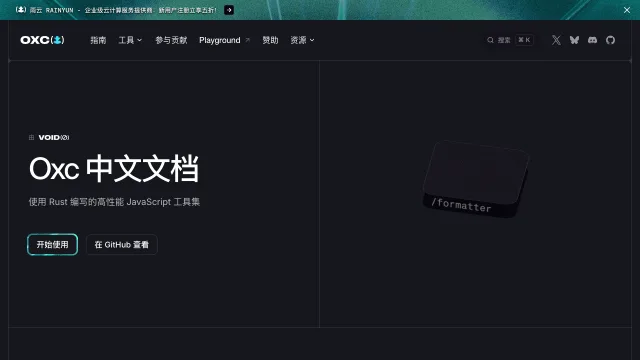 雨云 RAINYUN - 企业级云计算服务提供商，新用户注册立享五折!
OXC
指南 工具 参与贡献 Playground 赞助 资源 搜索 ⌘ K
VOID(0)
Oxc 中文文档
使用 Rust 编写的高性能 JavaScript 工具集
开始使用 在 GitHub 查看
/formatter